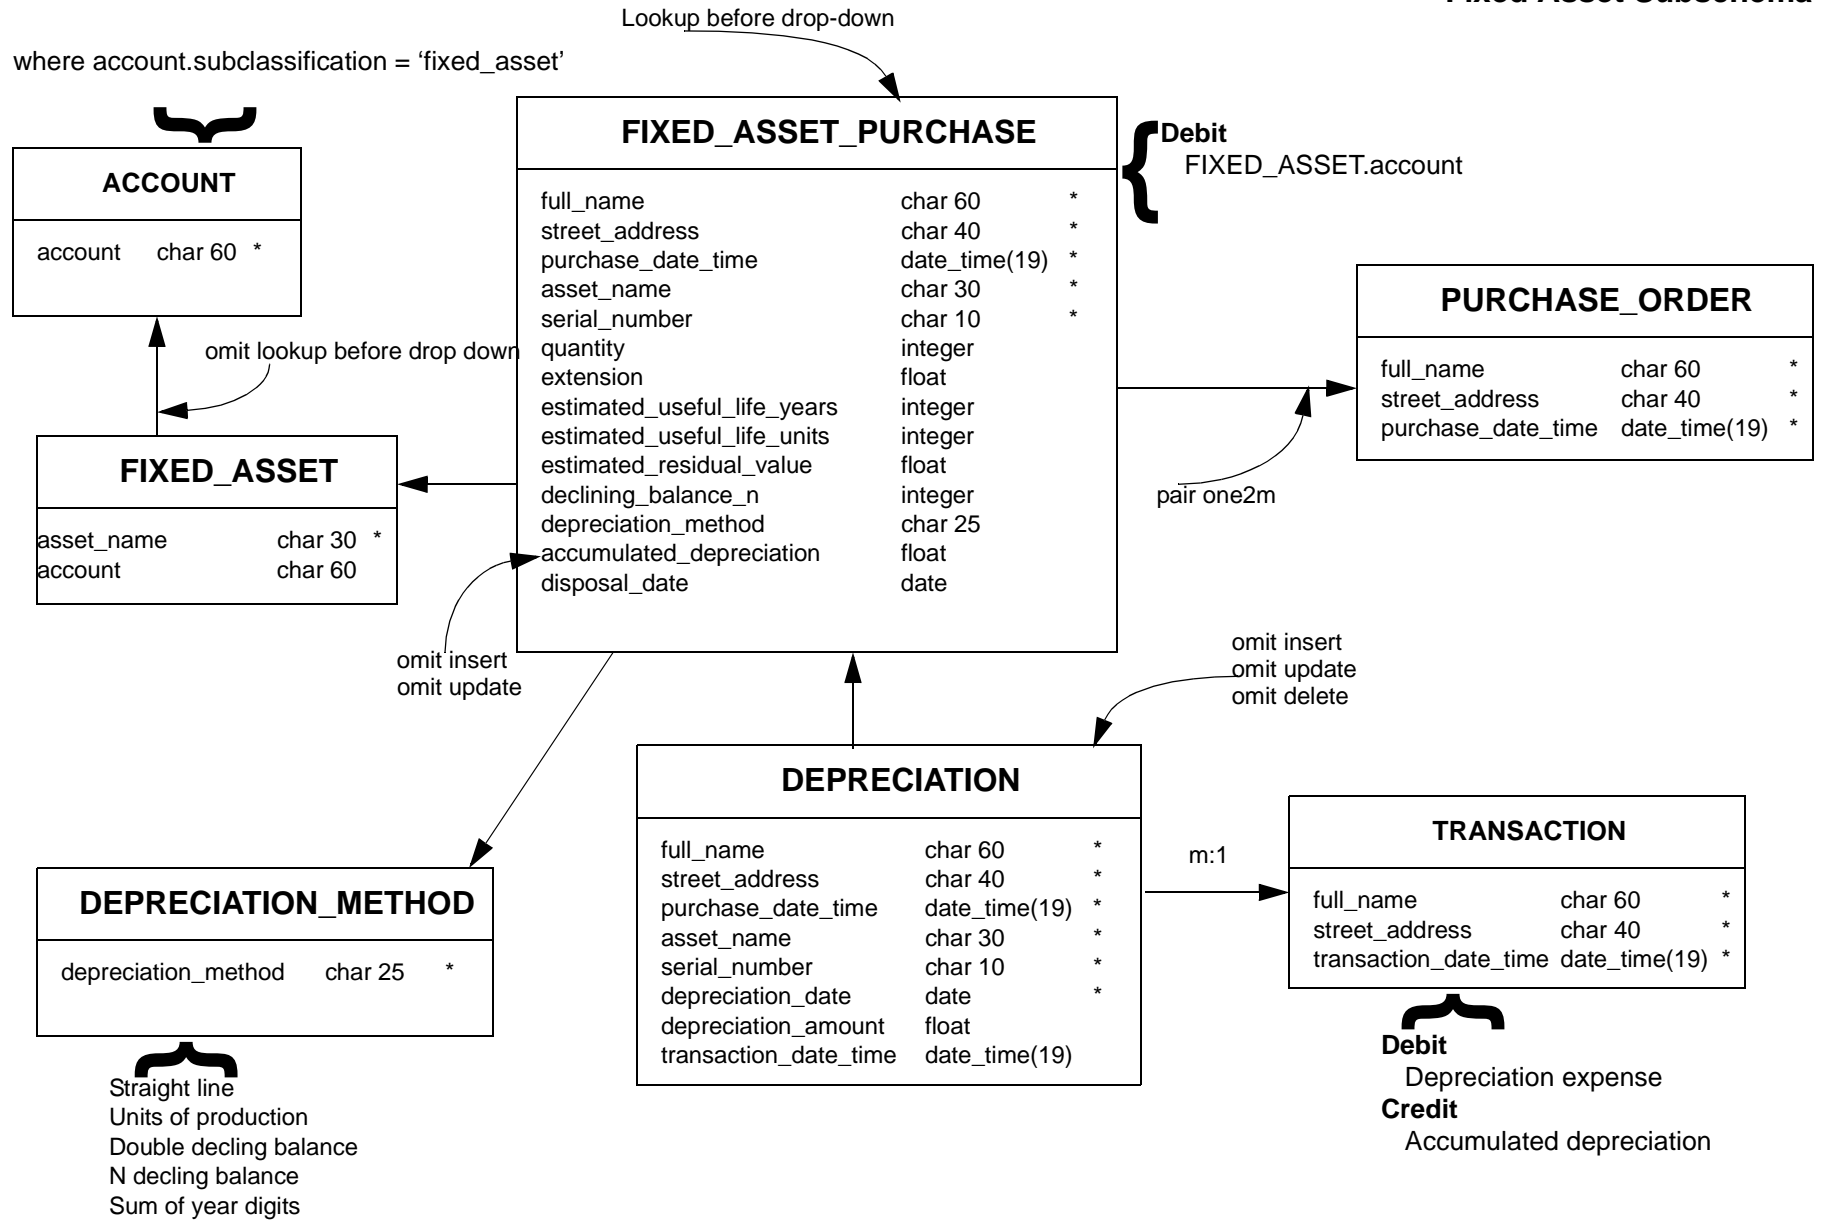 Fixed Asset Subschema
Lookup before drop-down
where account.subclassification = ‘fixed_asset’
ACCOUNT
account char 60 *
omit lookup before drop down
FIXED_ASSET
asset_name char 30 *
account char 60
FIXED_ASSET_PURCHASE
full_name char 60 *
street_address char 40 *
purchase_date_time date_time(19) *
asset_name char 30 *
serial_number char 10 *
quantity integer
extension float
estimated_useful_life_years integer
estimated_useful_life_units integer
estimated_residual_value float
declining_balance_n integer
depreciation_method char 25
accumulated_depreciation float
disposal_date date
Debit
FIXED_ASSET.account
PURCHASE_ORDER
full_name char 60 *
street_address char 40 *
purchase_date_time date_time(19) *
pair one2m
omit insert
omit update
omit insert
omit update
omit delete
DEPRECIATION
full_name char 60 *
street_address char 40 *
purchase_date_time date_time(19) *
asset_name char 30 *
serial_number char 10 *
depreciation_date date *
depreciation_amount float
transaction_date_time date_time(19)
m:1
TRANSACTION
full_name char 60 *
street_address char 40 *
transaction_date_time date_time(19) *
Debit
Depreciation expense
Credit
Accumulated depreciation
DEPRECIATION_METHOD
depreciation_method char 25 *
Straight line
Units of production
Double decling balance
N decling balance
Sum of year digits